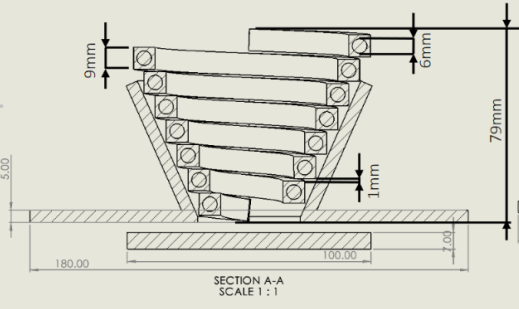 9mm
6mm
79mm
1mm
5.00
7.00
180.00
100.00
SECTION A-A
SCALE 1 : 1